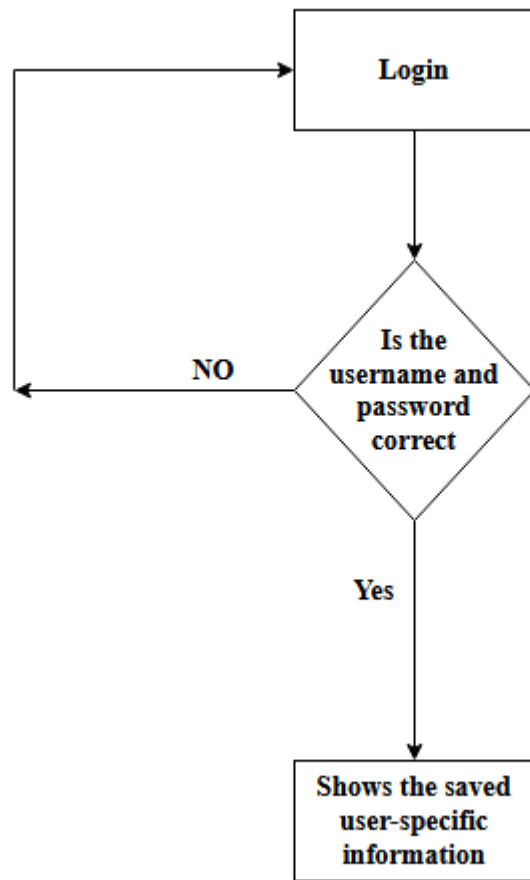 Login
Is the
username and
password
correct
NO
Yes
Shows the saved
user-specific
information